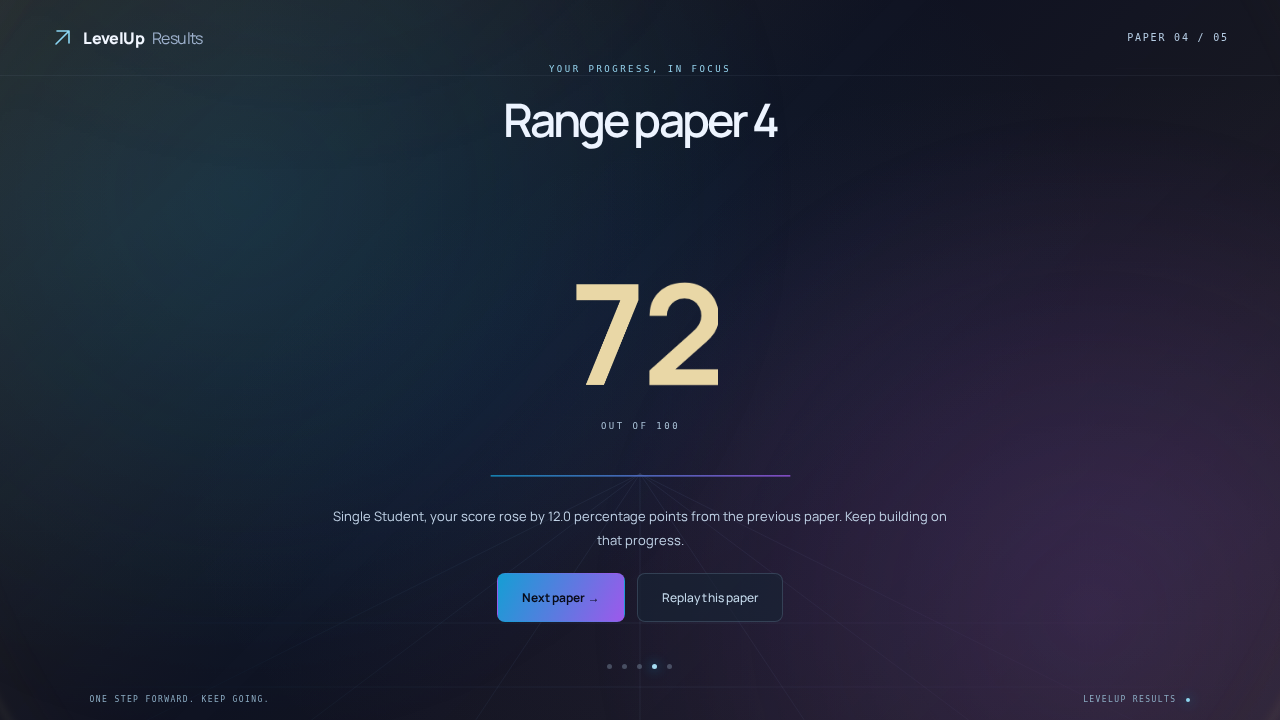 LevelUp Results
PAPER 04 / 05
YOUR PROGRESS, IN FOCUS
Range paper 4
72
OUT OF 100
Single Student, your score rose by 12.0 percentage points from the previous paper. Keep building on
that progress.
Next paper →
Replay this paper
ONE STEP FORWARD. KEEP GOING.
LEVELUP RESULTS